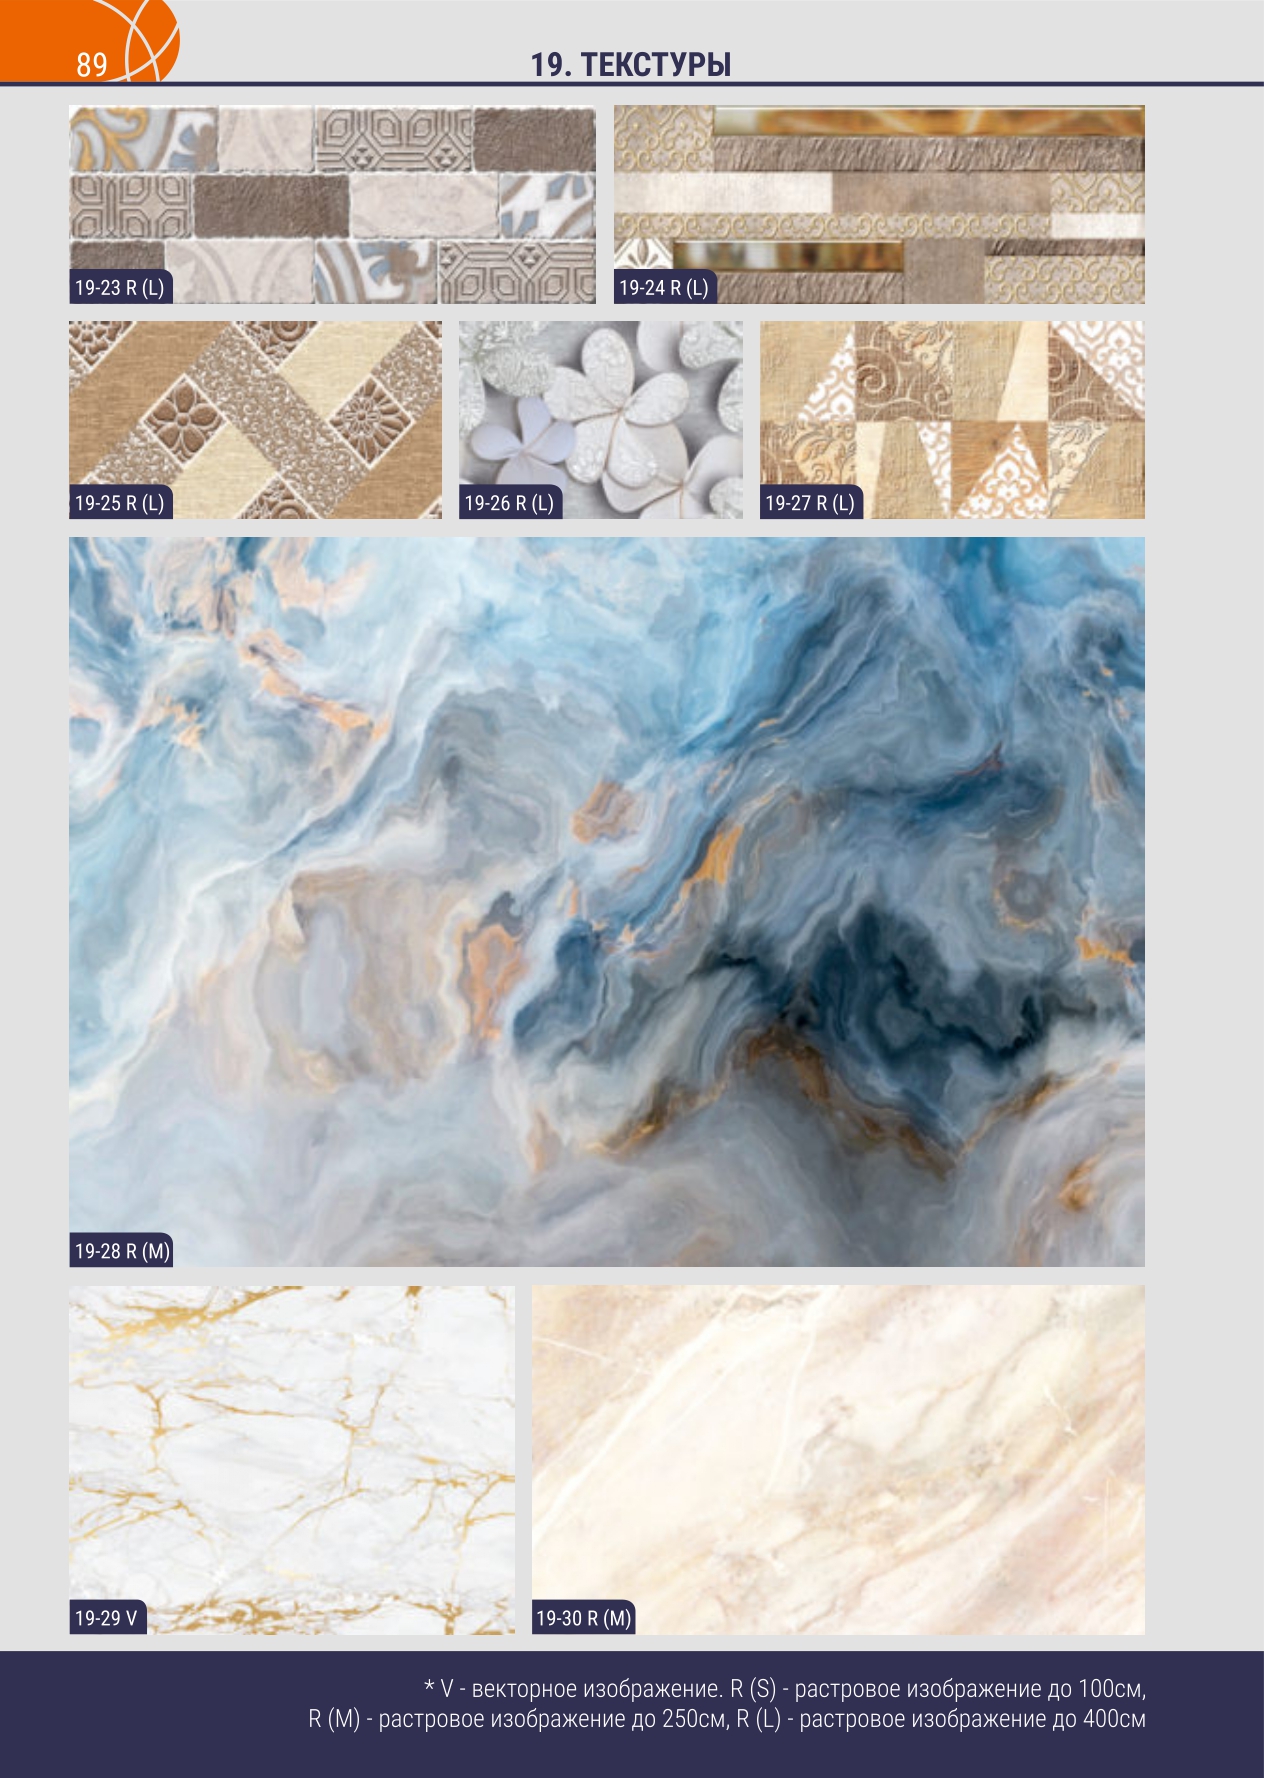 89
19. ТЕКСТУРЫ
19-23 R (L)
19-24 R (L)
19-25 R (L)
19-26 R (L)
19-27 R (L)
19-28 R (M)
19-29 V
19-30 R (M)
* V - векторное изображение. R (S) - растровое изображение до 100см,
R (M) - растровое изображение до 250см, R (L) - растровое изображение до 400см